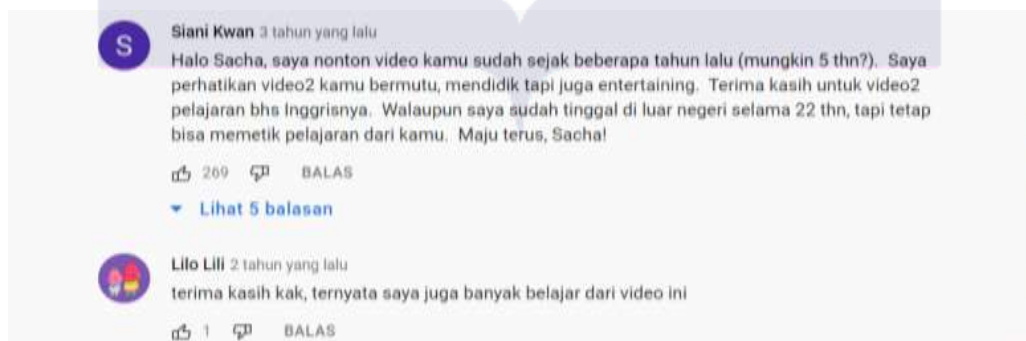 S
Siani Kwan 3 tahun yang lalu
Halo Sacha, saya nonton video kamu sudah sejak beberapa tahun lalu (mungkin 5 thn?). Saya
perhatikan video2 kamu bermutu, mendidik tapi juga entertaining. Terima kasih untuk video2
pelajaran bhs Inggrisnya. Walaupun saya sudah tinggal di luar negeri selama 22 thn, tapi tetap
bisa memetik pelajaran dari kamu. Maju terus, Sacha!
269 BALAS
Lihat 5 balasan
Lilo Lili 2 tahun yang lalu
terima kasih kak, ternyata saya juga banyak belajar dari video ini
1 BALAS